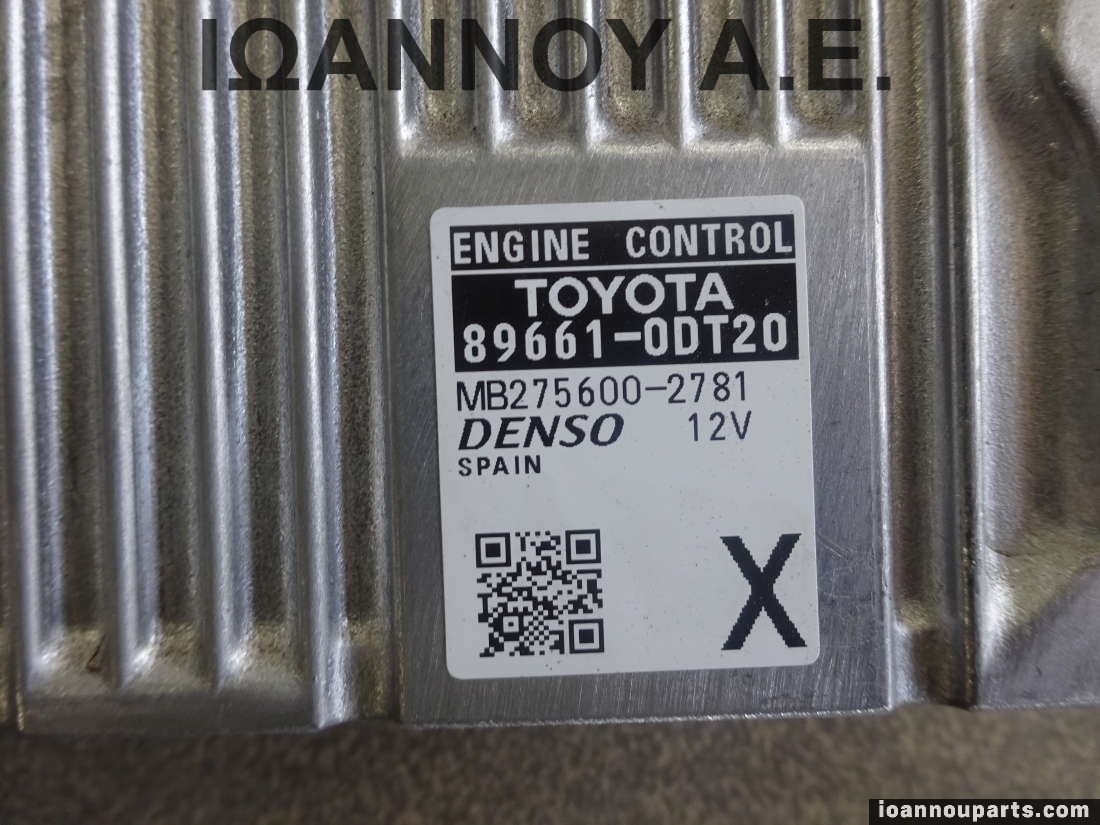 ΙΩΑΝΝΟΥ Α.Ε.
ENGINE CONTROL
TOYOTA
89661-0DT20
MB275600-2781
DENSO 12V
SPAIN
X
ioannouparts.com